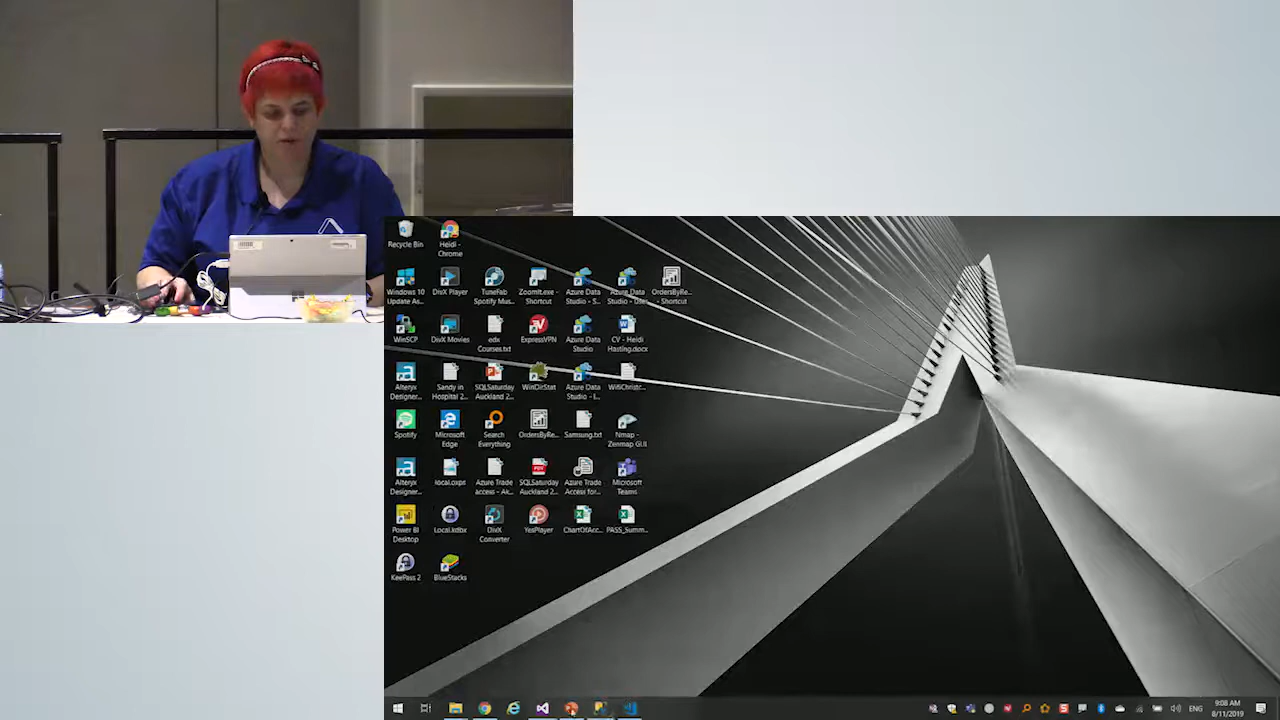 Recycle Bin
Heidi -
Chrome
Windows 10
Update As...
DivX Player
TuneFab
Spotify Mus...
ZoomIt.exe -
Shortcut
Azure Data
Studio - S...
Azure Data
Studio - User
OrdersByRe...
- Shortcut
WinSCP
DivX Movies
edx
Courses.txt
ExpressVPN
Azure Data
Studio
CV - Heidi
Hasting.docx
Alteryx
Designer...
Sandy in
Hospital 2...
SQLSaturday
Auckland 2...
WinDirStat
Azure Data
Studio - I...
WifiChristc...
Spotify
Microsoft
Edge
Search
Everything
OrdersByRe...
Samsung.txt
Nmap -
Zenmap GUI
Alteryx
Designer...
local.ovpn
Azure Trade
access - Ak...
SQLSaturday
Auckland 2...
Azure Trade
Access for...
Microsoft
Teams
Power BI
Desktop
Local.kdbx
DivX
Converter
YesPlayer
ChartOfAcc...
PASS_Summ...
KeePass 2
BlueStacks
ENG
9:08 AM
8/11/2019